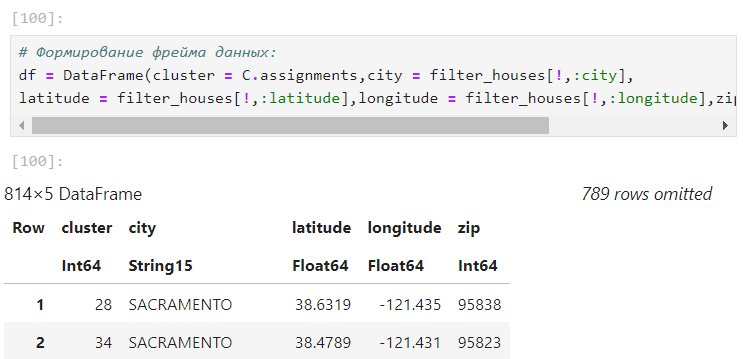 [100]:
# Формирование фрейма данных:
df = DataFrame(cluster = C.assignments,city = filter_houses[!,:city],
latitude = filter_houses[!,:latitude],longitude = filter_houses[!,:longitude],zip
[100]:
814×5 DataFrame 789 rows omitted
Row cluster city latitude longitude zip
Int64 String15 Float64 Float64 Int64
1 28 SACRAMENTO 38.6319 -121.435 95838
2 34 SACRAMENTO 38.4789 -121.431 95823